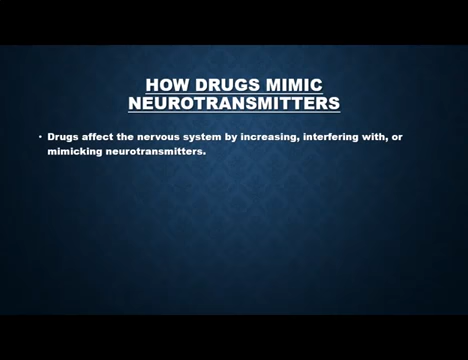 HOW DRUGS MIMIC
NEUROTRANSMITTERS
• Drugs affect the nervous system by increasing, interfering with, or
mimicking neurotransmitters.